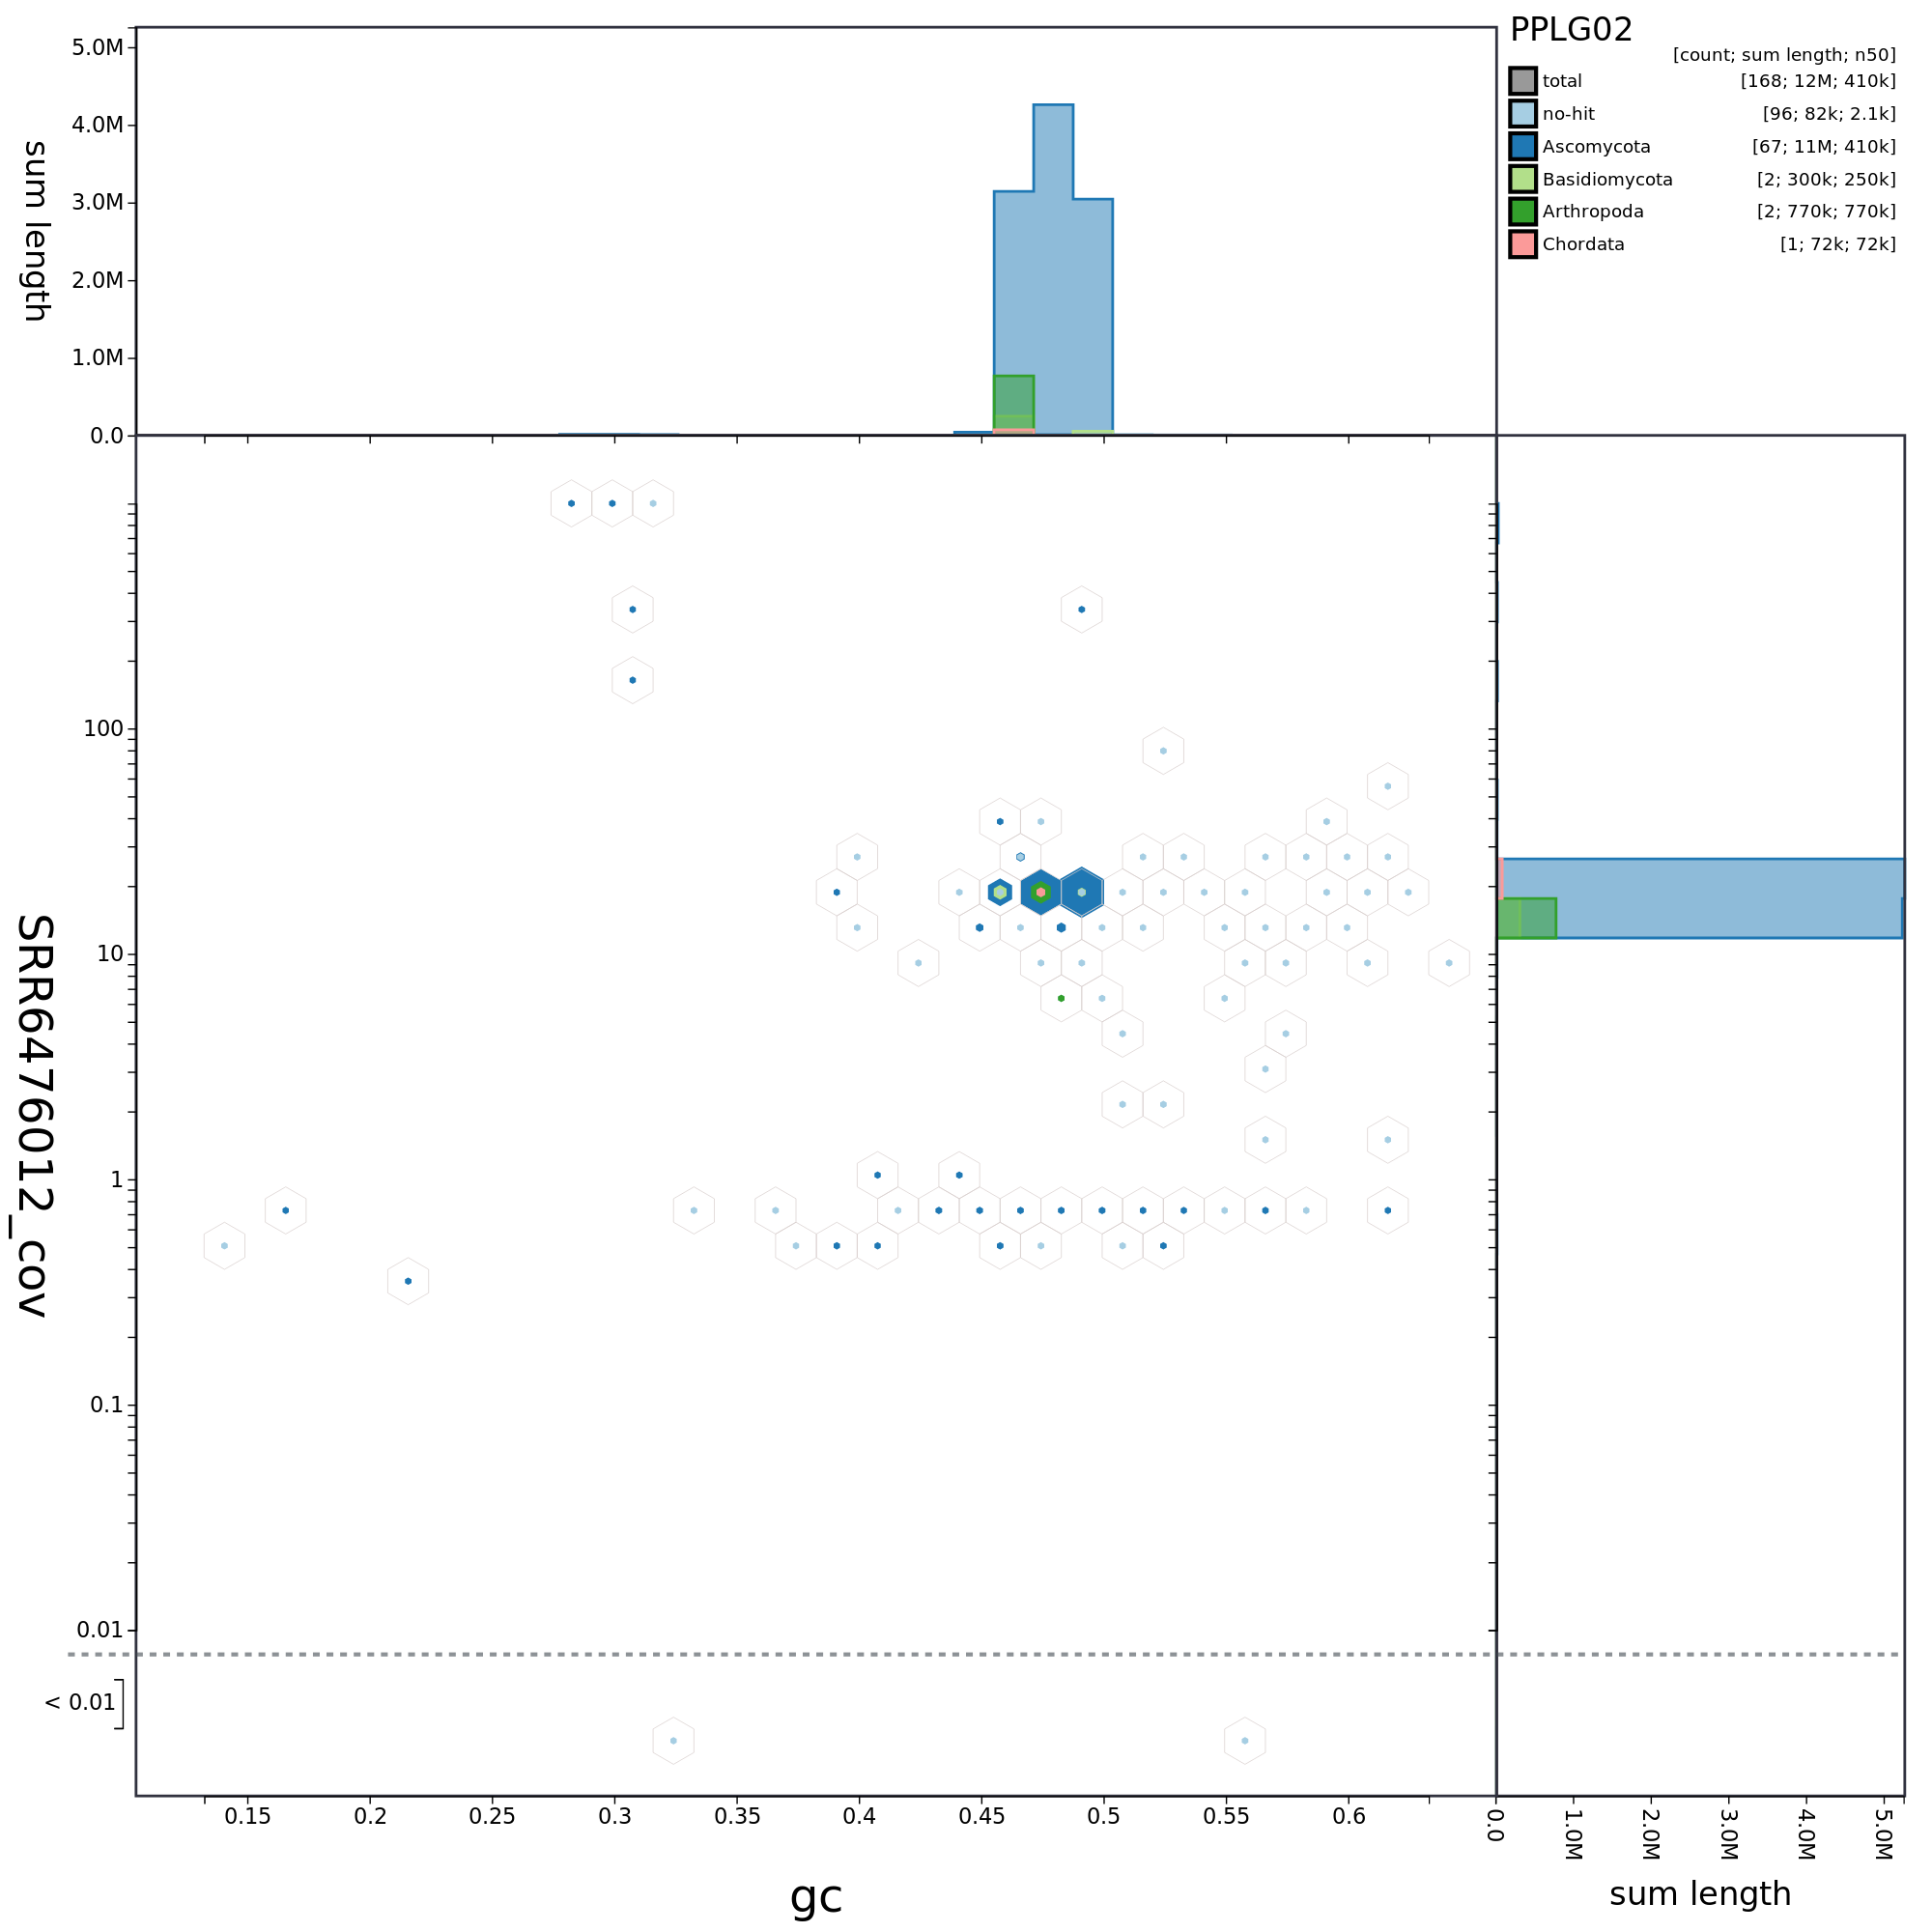 PPLG02
[count; sum length; n50]
total [168; 12M; 410k]
no-hit [96; 82k; 2.1k]
Ascomycota [67; 11M; 410k]
Basidiomycota [2; 300k; 250k]
Arthropoda [2; 770k; 770k]
Chordata [1; 72k; 72k]
sum length
5.0M
4.0M
3.0M
2.0M
1.0M
0.0
SRR6476012_cov
100
10
1
0.1
0.01
< 0.01
0.15 0.2 0.25 0.3 0.35 0.4 0.45 0.5 0.55 0.6
gc
0.0 1.0M 2.0M 3.0M 4.0M 5.0M
sum length